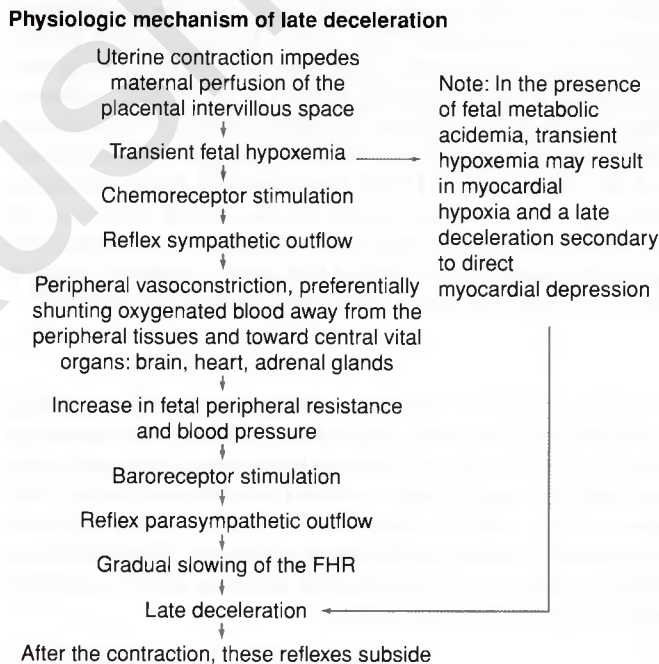 Physiologic mechanism of late deceleration
Uterine contraction impedes
maternal perfusion of the
placental intervillous space
Transient fetal hypoxemia
Chemoreceptor stimulation
Reflex sympathetic outflow
Peripheral vasoconstriction, preferentially
shunting oxygenated blood away from the
peripheral tissues and toward central vital
organs: brain, heart, adrenal glands
Increase in fetal peripheral resistance
and blood pressure
Baroreceptor stimulation
Reflex parasympathetic outflow
Gradual slowing of the FHR
Late deceleration
After the contraction, these reflexes subside
Note: In the presence
of fetal metabolic
acidemia, transient
hypoxemia may result
in myocardial
hypoxia and a late
deceleration secondary
to direct
myocardial depression